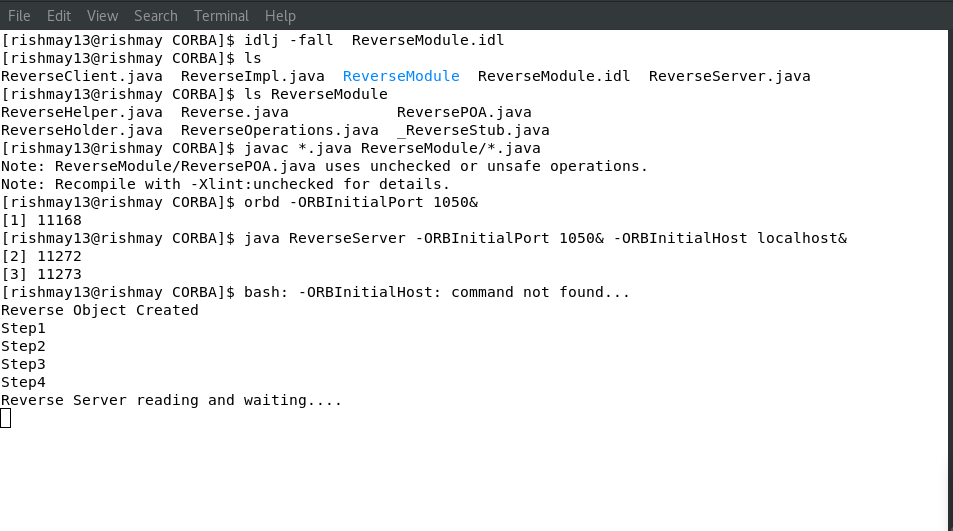 File Edit View Search Terminal Help
[rishmay13@rishmay CORBA]$ idlj -fall  ReverseModule.idl
[rishmay13@rishmay CORBA]$ ls
ReverseClient.java  ReverseImpl.java  ReverseModule  ReverseModule.idl  ReverseServer.java
[rishmay13@rishmay CORBA]$ ls ReverseModule
ReverseHelper.java  Reverse.java            ReversePOA.java
ReverseHolder.java  ReverseOperations.java  _ReverseStub.java
[rishmay13@rishmay CORBA]$ javac *.java ReverseModule/*.java
Note: ReverseModule/ReversePOA.java uses unchecked or unsafe operations.
Note: Recompile with -Xlint:unchecked for details.
[rishmay13@rishmay CORBA]$ orbd -ORBInitialPort 1050&
[1] 11168
[rishmay13@rishmay CORBA]$ java ReverseServer -ORBInitialPort 1050& -ORBInitialHost localhost&
[2] 11272
[3] 11273
[rishmay13@rishmay CORBA]$ bash: -ORBInitialHost: command not found...
Reverse Object Created
Step1
Step2
Step3
Step4
Reverse Server reading and waiting....